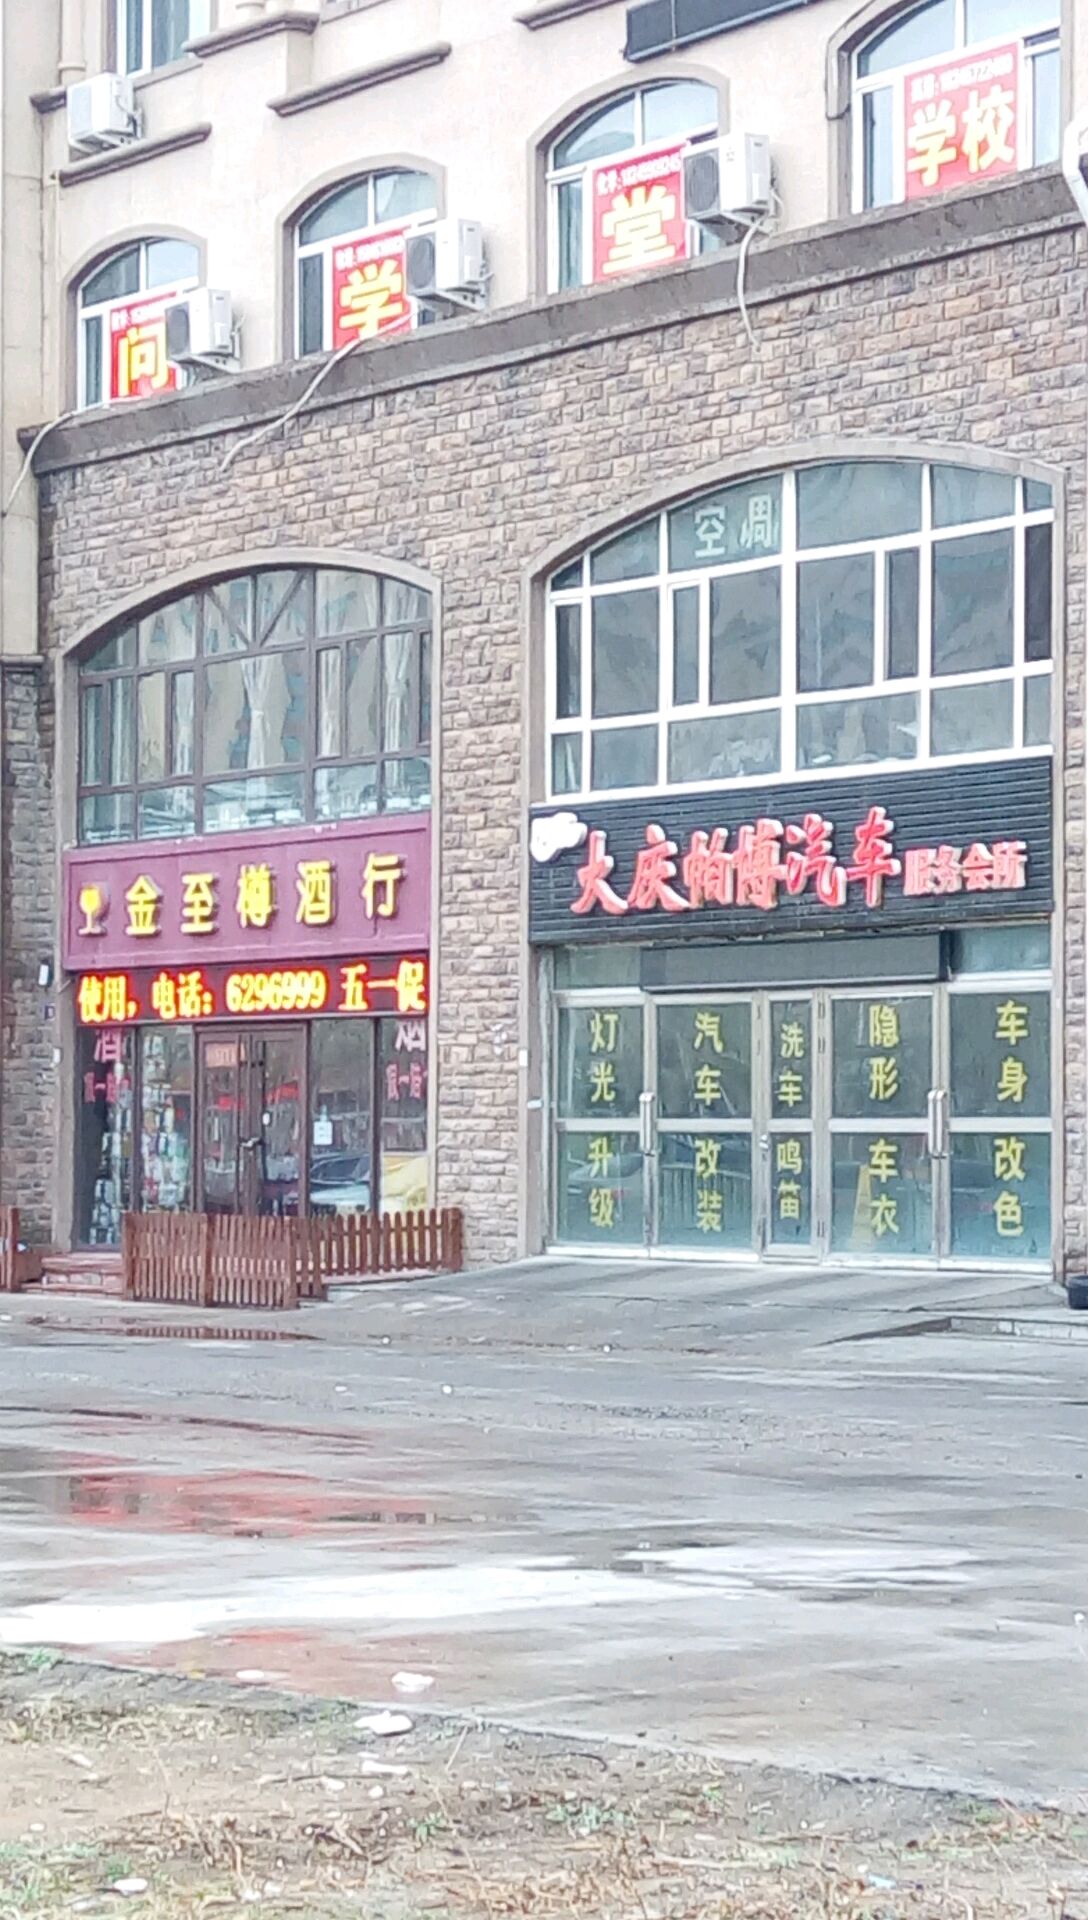 学校
堂
学
问
空调
金至樽酒行
使用，电话：6296999 五一促
大庆帕博汽车服务会所
酒
烟
灯光升级
汽车改装
洗车鸣笛
隐形车衣
车身改色